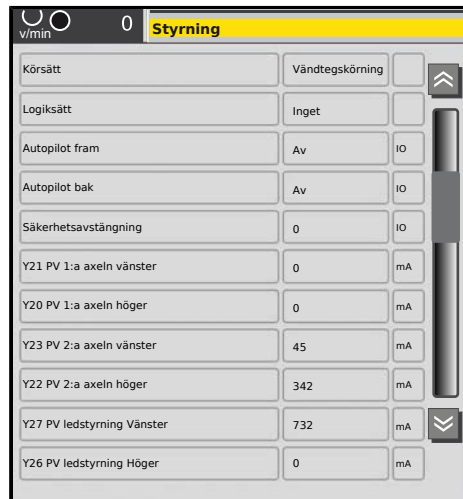 v/min 0 Styrning
Körsätt Vändtegskörning
Logiksätt Inget
Autopilot fram Av IO
Autopilot bak Av IO
Säkerhetsavstängning 0 IO
Y21 PV 1:a axeln vänster 0 mA
Y20 PV 1:a axeln höger 0 mA
Y23 PV 2:a axeln vänster 45 mA
Y22 PV 2:a axeln höger 342 mA
Y27 PV ledstyrning Vänster 732 mA
Y26 PV ledstyrning Höger 0 mA